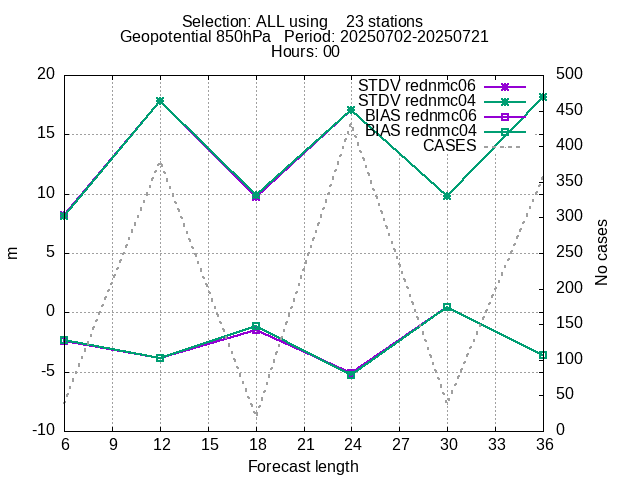 Selection: ALL using    23 stations
Geopotential 850hPa   Period: 20250702-20250721
Hours: 00
20 500
STDV rednmc06
STDV rednmc04
BIAS rednmc06
BIAS rednmc04
CASES
450
15
400
350
10
300
m
5 250
No cases
200
0
150
-5
100
50
-10 0
6 9 12 15 18 21 24 27 30 33 36
Forecast length